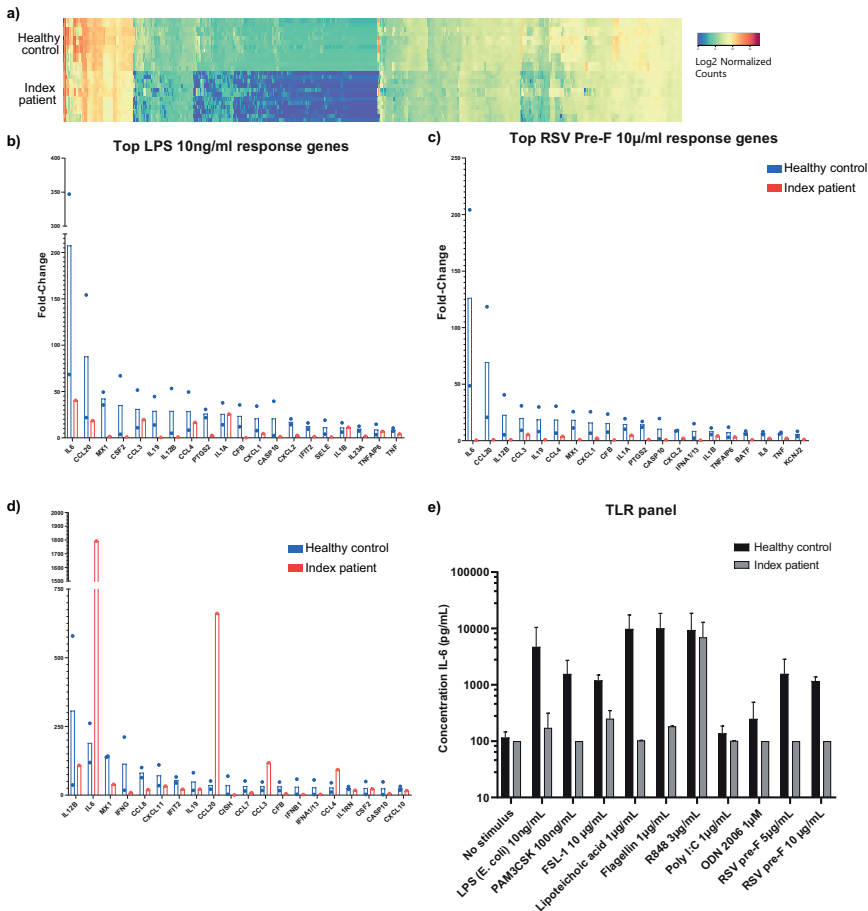 a)
Healthy
control
Index
patient
Log2 Normalized
Counts
b)
Top LPS 10ng/ml response genes
Fold-Change
400
350
300
200
150
100
50
0
IL6
CCL20
MX1
CSF2
CCL3
IL19
IL12B
CCL4
PTGS2
IL1A
CFB
CXCL1
CASP10
CXCL2
IFIT2
SELE
IL1B
IL23A
TNFAIP6
TNF
c)
Top RSV Pre-F 10µ/ml response genes
Healthy control
Index patient
Fold-Change
250
200
150
100
50
0
IL6
CCL20
IL12B
CCL3
IL19
CCL4
MX1
CXCL1
CFB
IL1A
PTGS2
CASP10
CXCL2
IFNA1/13
IL1B
TNFAIP6
BATF
IL8
TNF
KCNJ2
d)
Healthy control
Index patient
2000
1900
1800
1700
1600
1500
1000
750
500
250
0
IL12B
IL6
MX1
IFNG
CCL8
CXCL11
IFIT2
IL19
CCL20
CISH
CCL7
CCL3
CFB
IFNB1
IFNA1/13
CCL4
IL1RN
CSF2
CASP10
CXCL10
e)
TLR panel
Healthy control
Index patient
Concentration IL-6 (pg/mL)
100000
10000
1000
100
10
No stimulus
LPS (E. coli) 10ng/mL
PAM3CSK 100ng/mL
FSL-1 10 µg/mL
Lipoteichoic acid 1µg/mL
Flagellin 1µg/mL
R848 3µg/mL
Poly I:C 1µg/mL
ODN 2006 1µM
RSV pre-F 5µg/mL
RSV pre-F 10 µg/mL